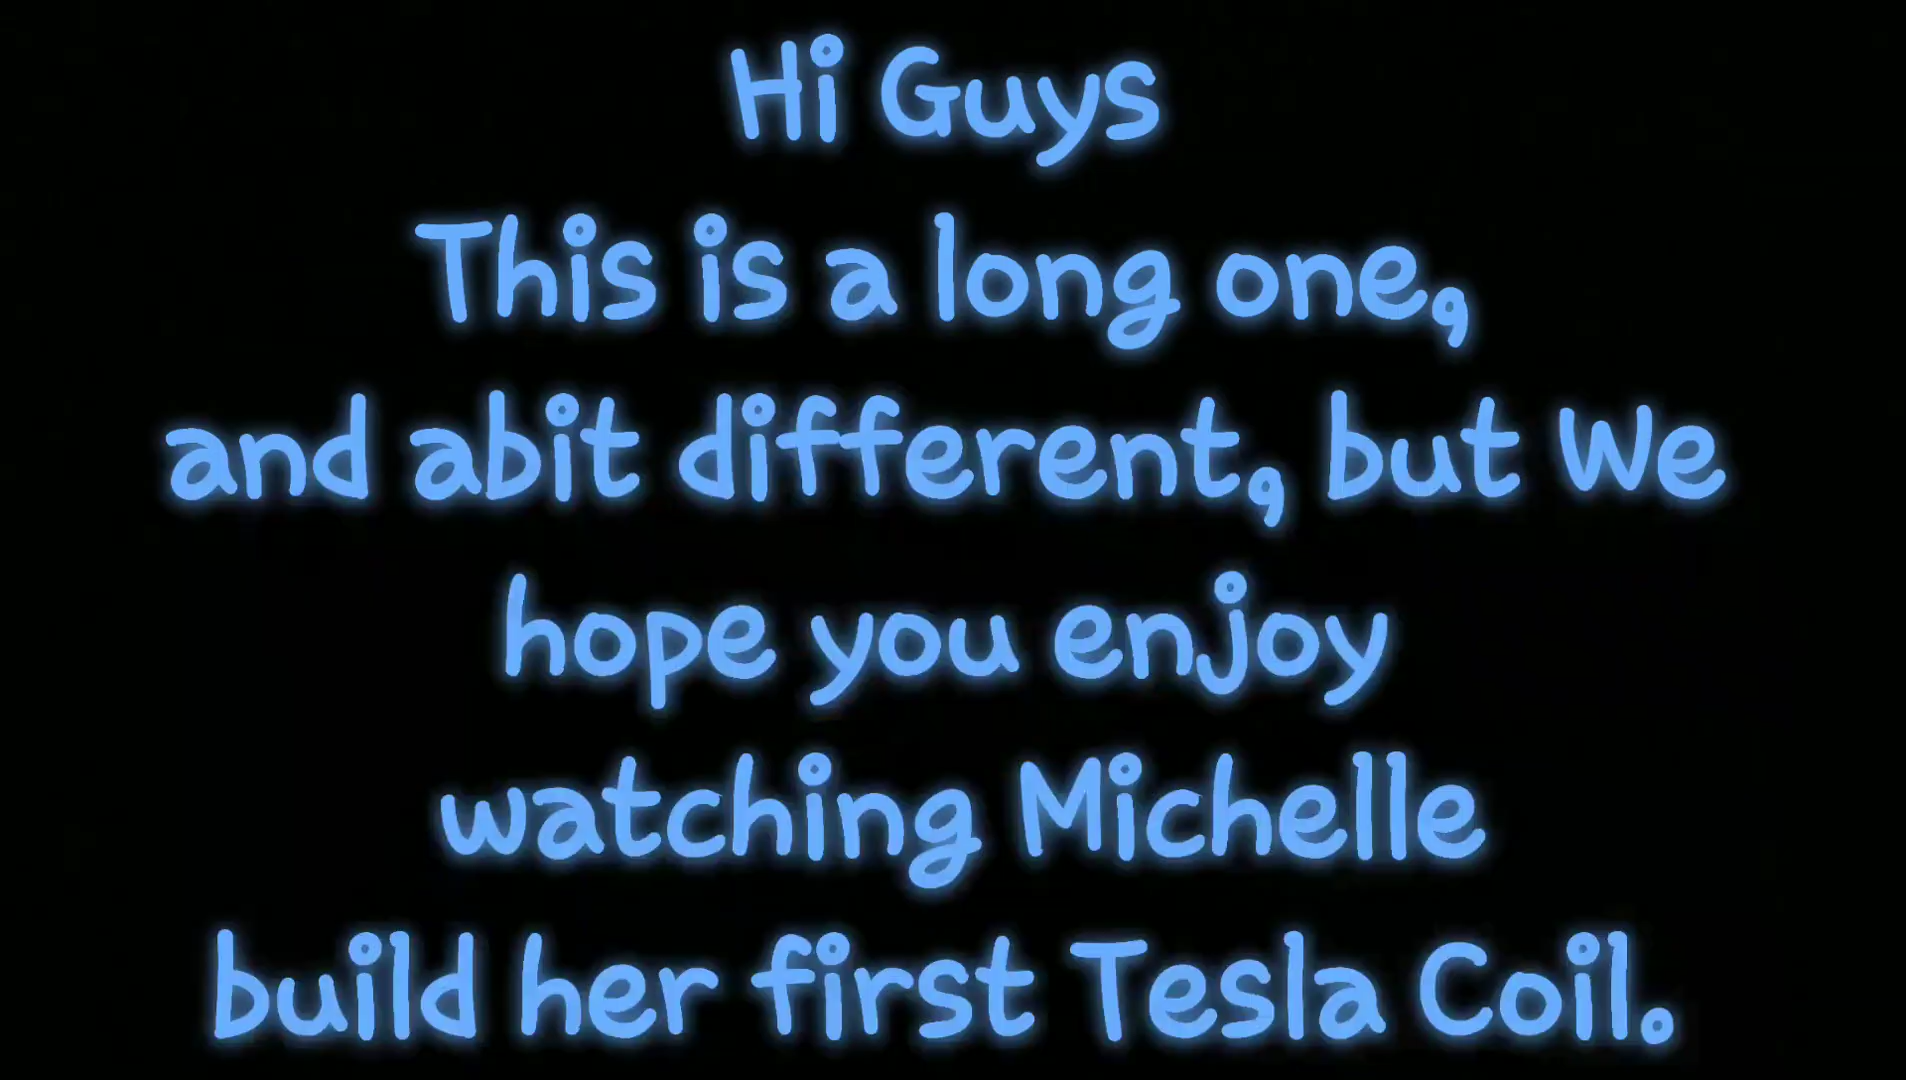 Hi Guys
This is a long one,
and abit different, but We
hope you enjoy
watching Michelle
build her first Tesla Coil.